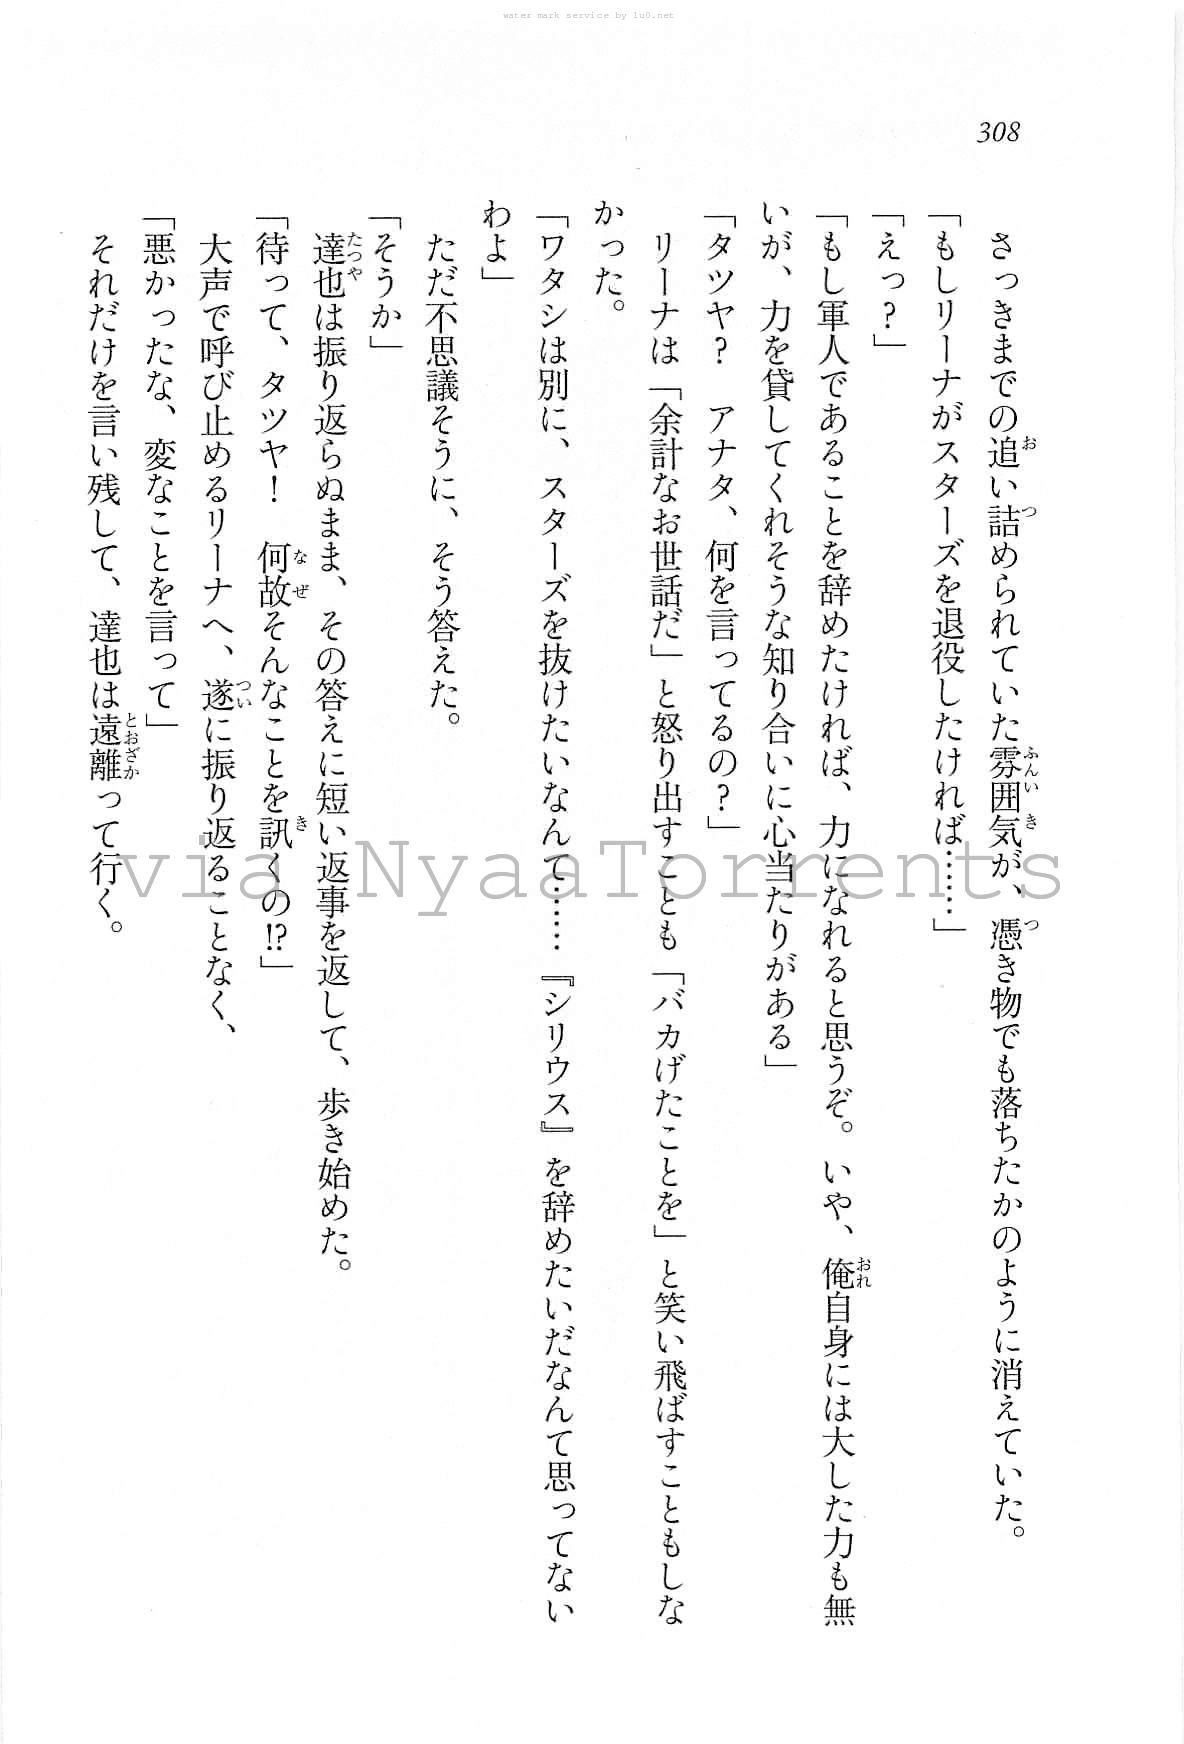 water mark service by lu0.net
308
さっきまでの追い詰められていた雰囲気が、憑き物でも落ちたかのように消えていた。
「もしリーナがスターズを退役したければ……」
「えっ？」
「もし軍人であることを辞めたければ、力になれると思うぞ。いや、俺自身には大した力も無
いが、力を貸してくれそうな知り合いに心当たりがある」
「タツヤ？　アナタ、何を言ってるの？」
リーナは「余計なお世話だ」と怒り出すことも「バカげたことを」と笑い飛ばすこともしな
かった。
「ワタシは別に、スターズを抜けたいなんて……『シリウス』を辞めたいだなんて思ってない
わよ」
ただ不思議そうに、そう答えた。
「そうか」
達也は振り返らぬまま、その答えに短い返事を返して、歩き始めた。
「待って、タツヤ！　何故そんなことを訊くの!?」
大声で呼び止めるリーナへ、遂に振り返ることなく、
「悪かったな、変なことを言って」
それだけを言い残して、達也は遠離って行く。
via NyaaTorrents